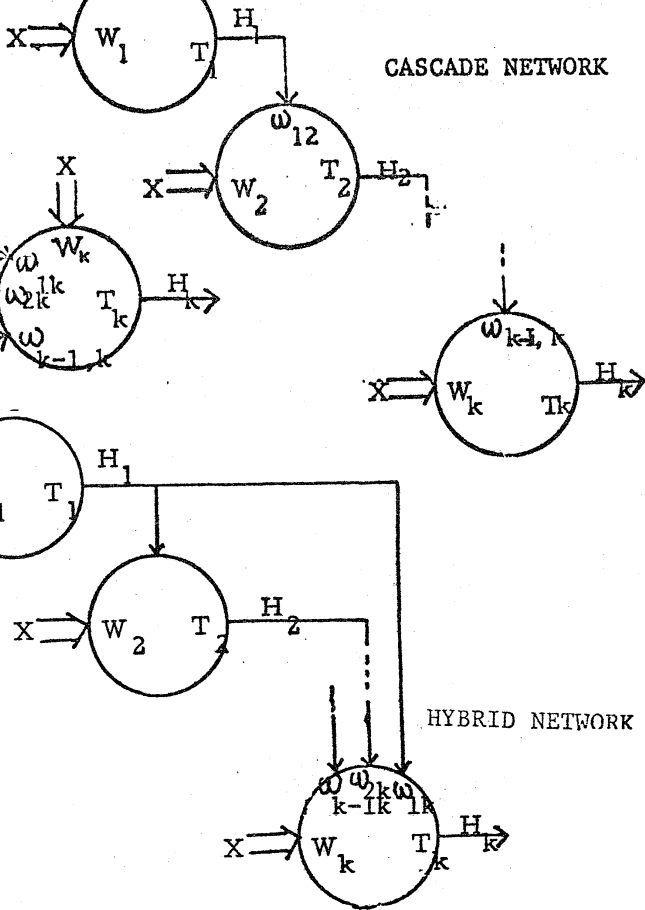 X W₁ T₁ H₁
CASCADE NETWORK
ω₁₂
X W₂ T₂ H₂
X
Wₖ
ω₁ₖ
ω₂ₖ Tₖ Hₖ
ωₖ₋₁,ₖ
ωₖ₋₁,ₖ
X Wₖ Tk Hₖ
1 T₁ H₁
X W₂ T₂ H₂
HYBRID NETWORK
ωₖ₋₁ₖ ω₂ₖ ω₁ₖ
X Wₖ Tₖ Hₖ